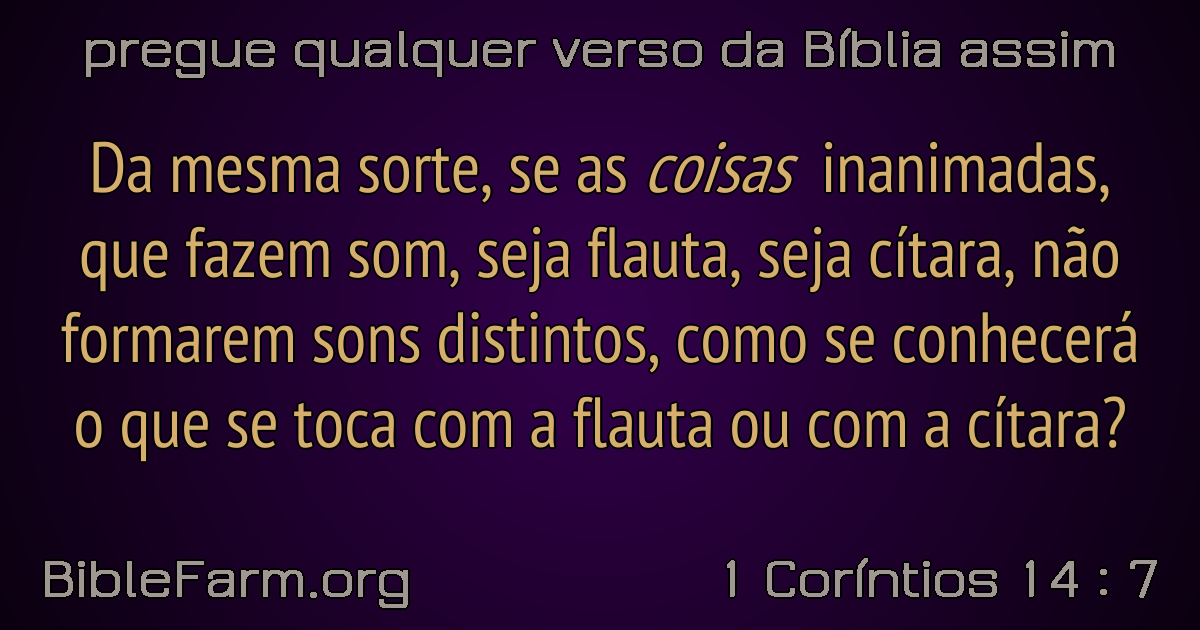 pregue qualquer verso da Bíblia assim
Da mesma sorte, se as coisas inanimadas,
que fazem som, seja flauta, seja cítara, não
formarem sons distintos, como se conhecerá
o que se toca com a flauta ou com a cítara?
BibleFarm.org
1 Coríntios 14 : 7